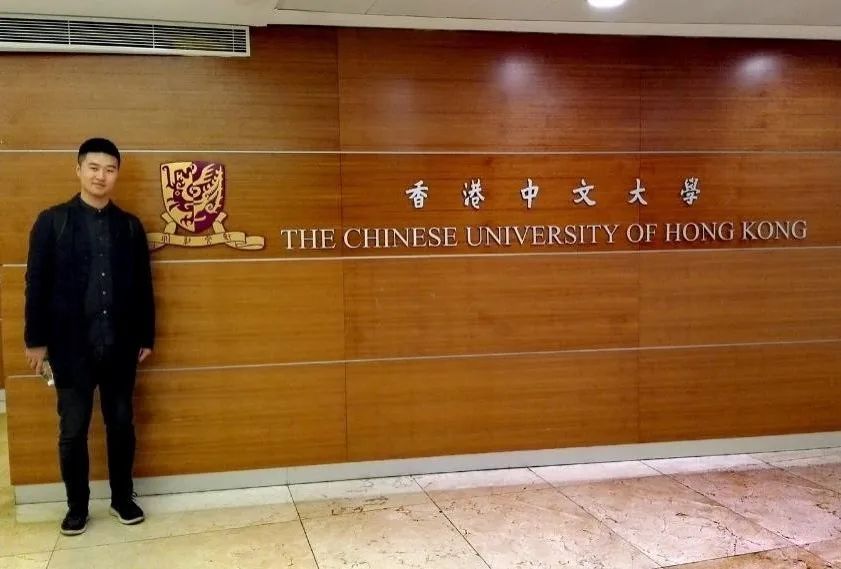 香港中文大學
THE CHINESE UNIVERSITY OF HONG KONG